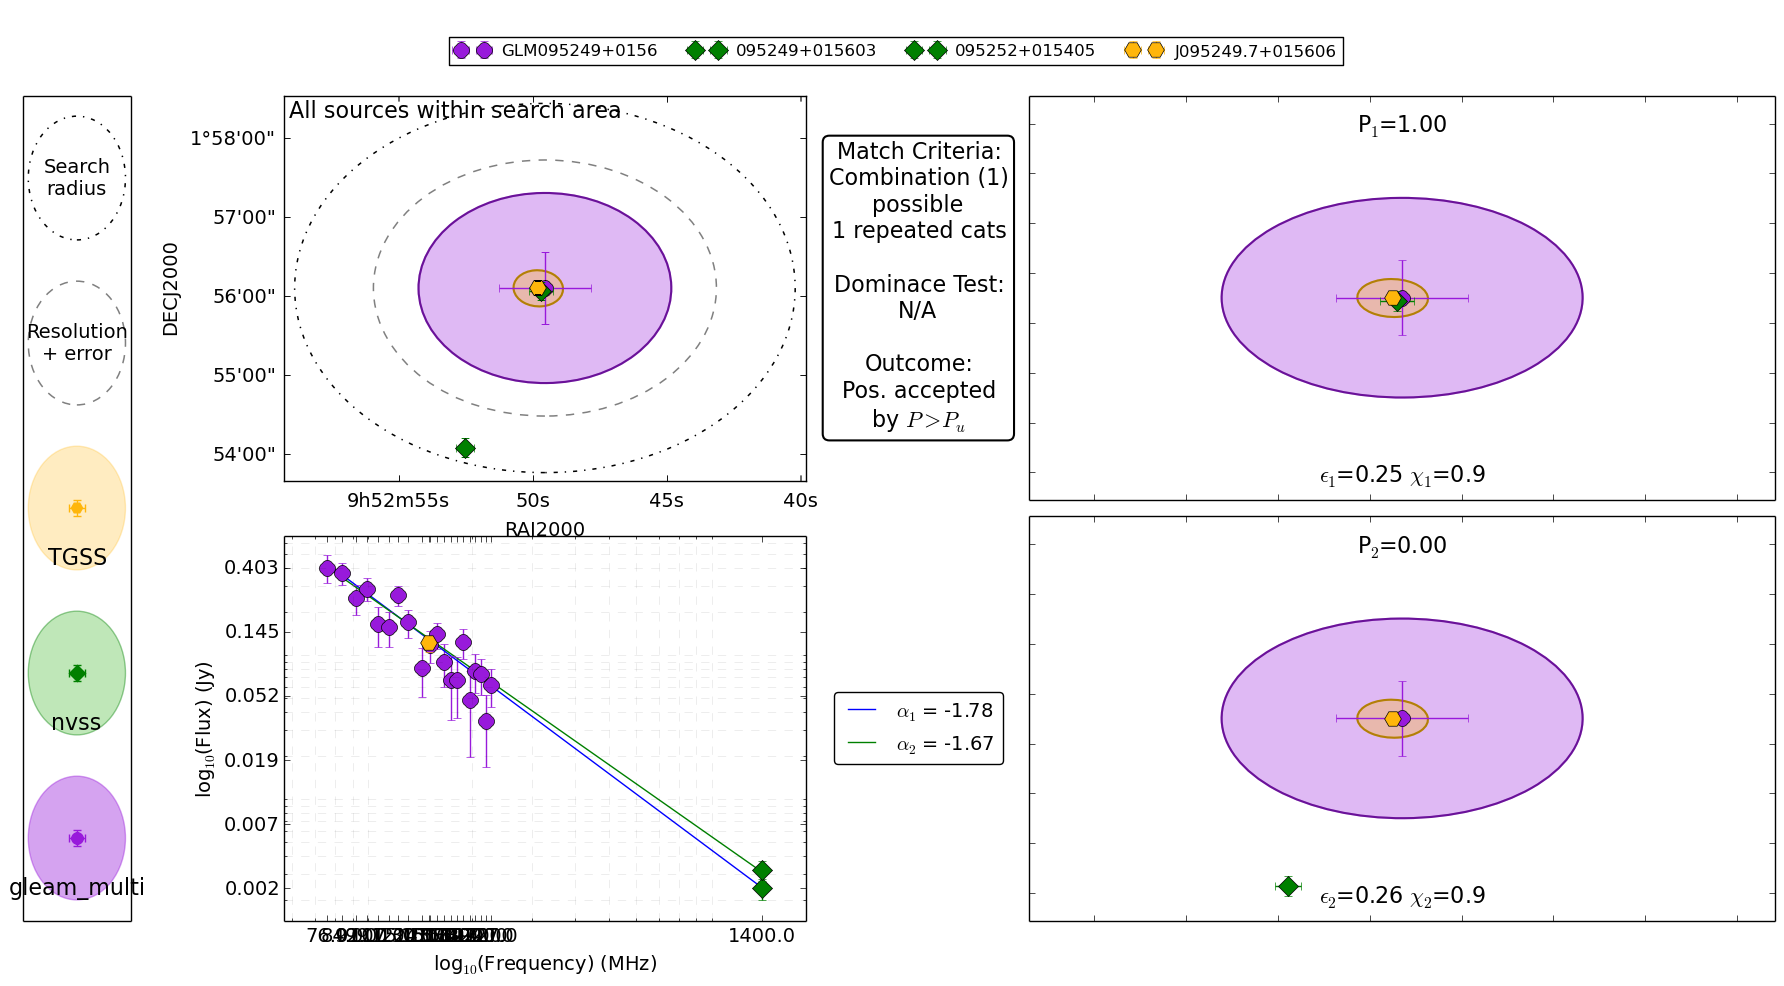 GLM095249+0156 095249+015603 095252+015405 J095249.7+015606
Search
radius
Resolution
+ error
TGSS
nvss
gleam_multi
All sources within search area
DECJ2000
1°58'00"
57'00"
56'00"
55'00"
54'00"
9h52m55s 50s 45s 40s
RAJ2000
Match Criteria:
Combination (1)
possible
1 repeated cats
Dominace Test:
N/A
Outcome:
Pos. accepted
by P>Pu
P1=1.00
ϵ1=0.25 χ1=0.9
P2=0.00
ϵ2=0.26 χ2=0.9
log10(Flux) (Jy)
0.403
0.145
0.052
0.019
0.007
0.002
1400.0
log10(Frequency) (MHz)
α1 = -1.78
α2 = -1.67